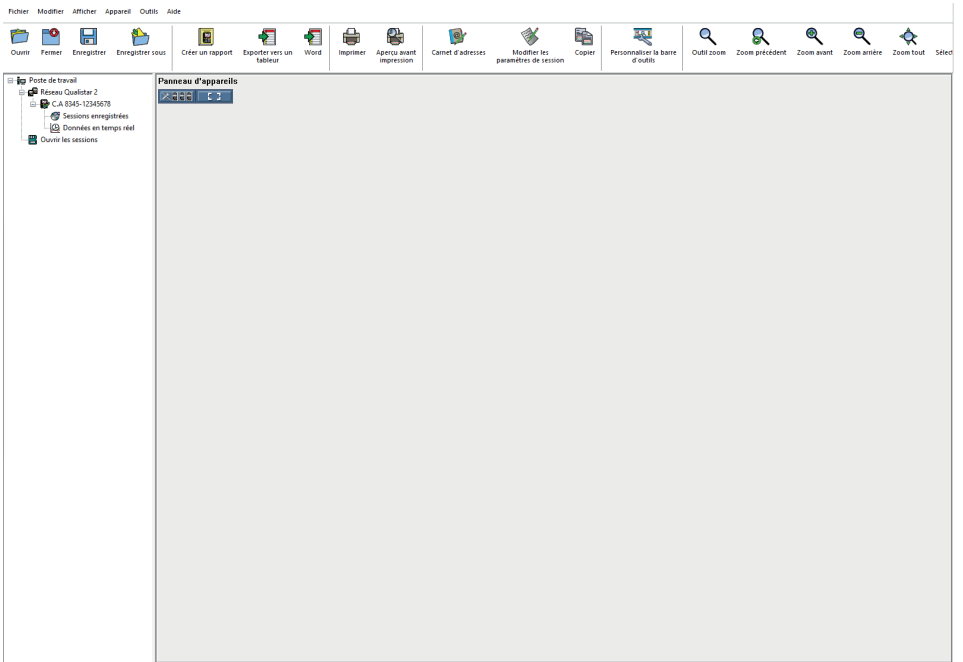 Fichier Modifier Afficher Appareil Outils Aide
Ouvrir Fermer Enregistrer Enregistrer sous Créer un rapport Exporter vers un tableur Word Imprimer Aperçu avant impression Carnet d'adresses Modifier les paramètres de session Copier Personnaliser la barre d'outils Outil zoom Zoom précédent Zoom avant Zoom arrière Zoom tout Sélect
Poste de travail
Réseau Qualistar 2
C.A 8345-12345678
Sessions enregistrées
Données en temps réel
Ouvrir les sessions
Panneau d'appareils